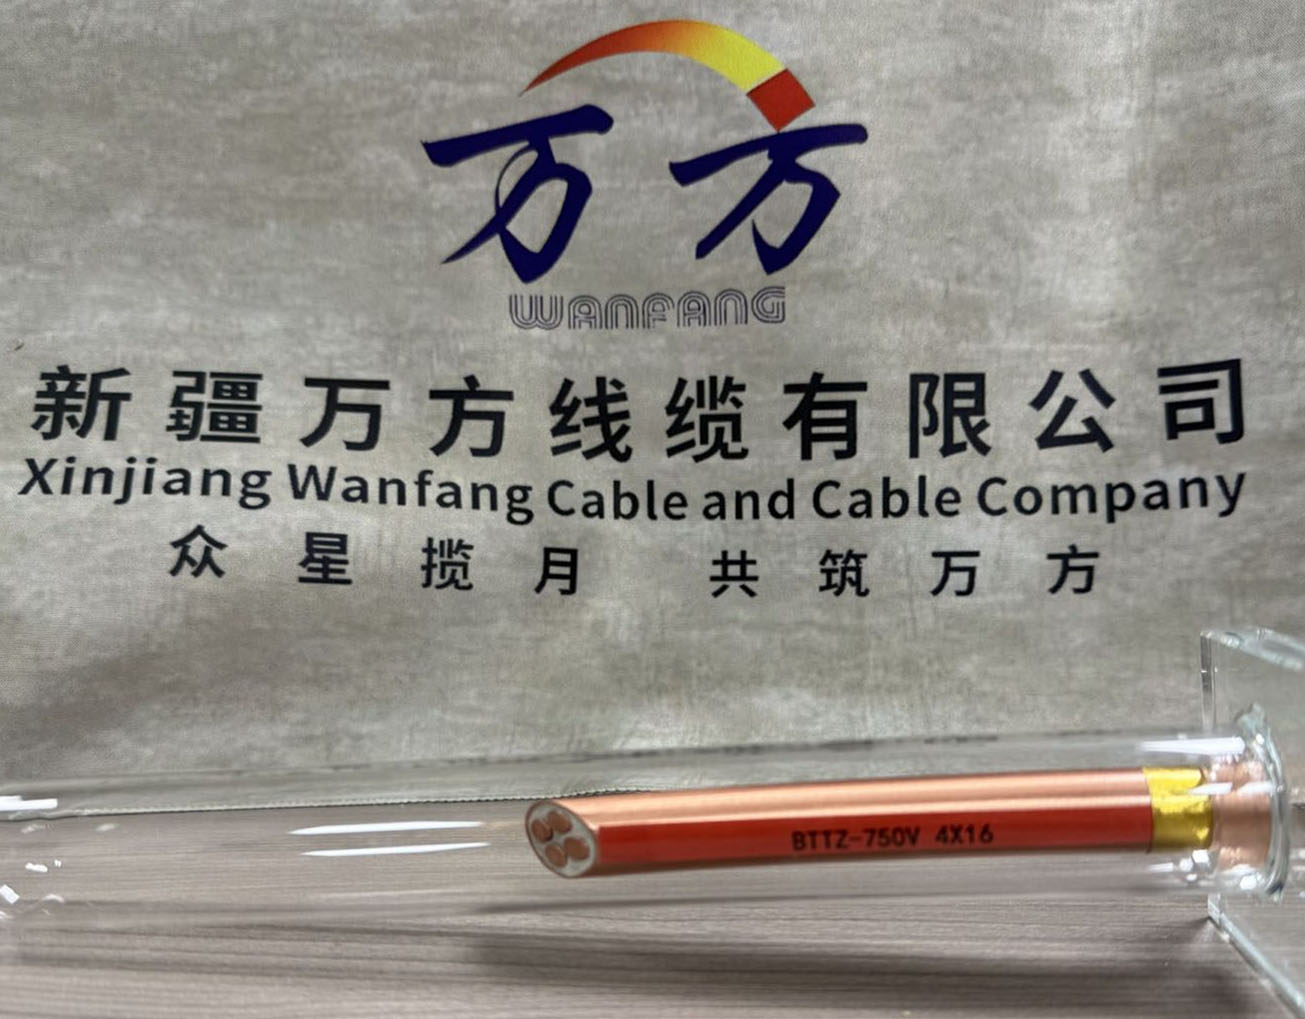 万方
WANFANG
新疆万方线缆有限公司
Xinjiang Wanfang Cable and Cable Company
众星揽月 共筑万方
BTTZ-750V 4X16